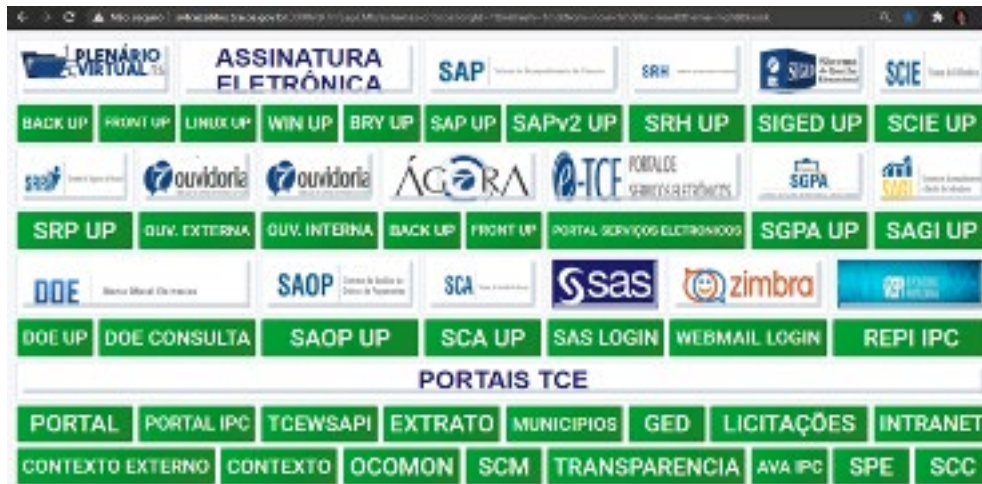 Não seguro
PLENÁRIO VIRTUAL
ASSINATURA ELETRÔNICA
SAP
SRH
SIGED
SCIE
BACK UP FRONT UP LINUX UP WIN UP BRY UP SAP UP SAPv2 UP SRH UP SIGED UP SCIE UP
ouvidoria
ouvidoria
ÁGORA
e-TCE PORTAL DE SERVIÇOS ELETRÔNICOS
SGPA
SAGI
SRP UP OUV. EXTERNA OUV. INTERNA BACK UP FRONT UP PORTAL SERVIÇOS ELETRONICOS SGPA UP SAGI UP
DOE
SAOP
SCA
sas
zimbra
DOE UP DOE CONSULTA SAOP UP SCA UP SAS LOGIN WEBMAIL LOGIN REPI IPC
PORTAIS TCE
PORTAL PORTAL IPC TCEWSAPI EXTRATO MUNICIPIOS GED LICITAÇÕES INTRANET
CONTEXTO EXTERNO CONTEXTO OCOMON SCM TRANSPARENCIA AVA IPC SPE SCC